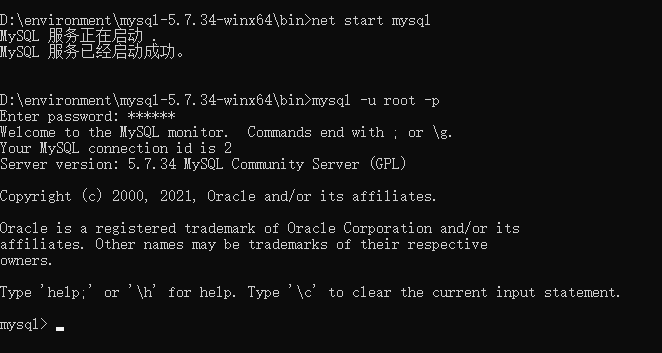 D:\environment\mysql-5.7.34-winx64\bin>net start mysql
MySQL 服务正在启动 .
MySQL 服务已经启动成功。
D:\environment\mysql-5.7.34-winx64\bin>mysql -u root -p
Enter password: ******
Welcome to the MySQL monitor.  Commands end with ; or \g.
Your MySQL connection id is 2
Server version: 5.7.34 MySQL Community Server (GPL)
Copyright (c) 2000, 2021, Oracle and/or its affiliates.
Oracle is a registered trademark of Oracle Corporation and/or its
affiliates. Other names may be trademarks of their respective
owners.
Type 'help;' or '\h' for help. Type '\c' to clear the current input statement.
mysql>